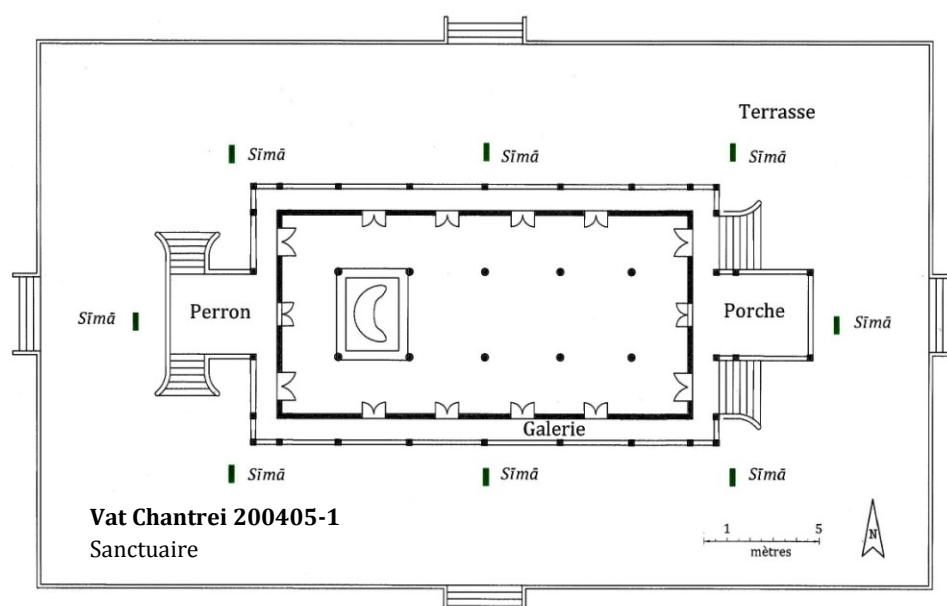 Terrasse
Sīmā
Sīmā
Sīmā
Sīmā
Perron
Porche
Sīmā
Galerie
Sīmā
Sīmā
Sīmā
Vat Chantrei 200405-1
Sanctuaire
1 5
mètres
N